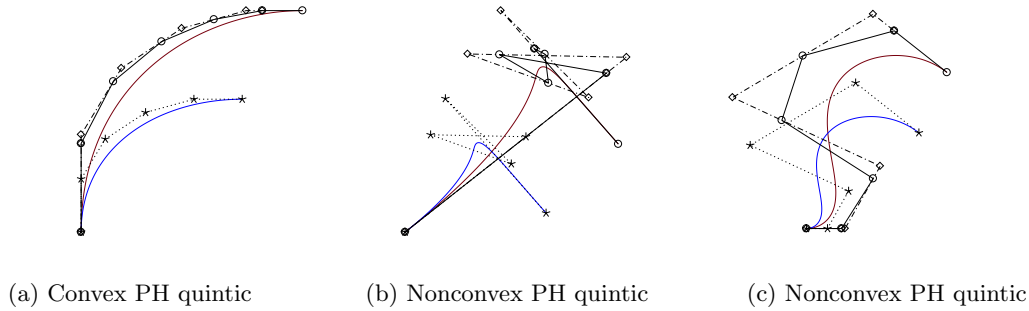 (a) Convex PH quintic
(b) Nonconvex PH quintic
(c) Nonconvex PH quintic